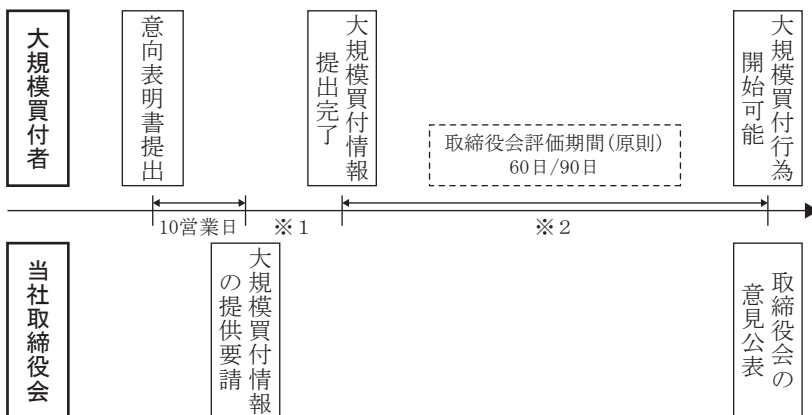 大規模買付者
意向表明書提出
大規模買付情報
提出完了
大規模買付行為
開始可能
取締役会評価期間(原則)
60日/90日
10営業日
※1
※2
当社取締役会
大規模買付情報
の提供要請
取締役会の
意見公表